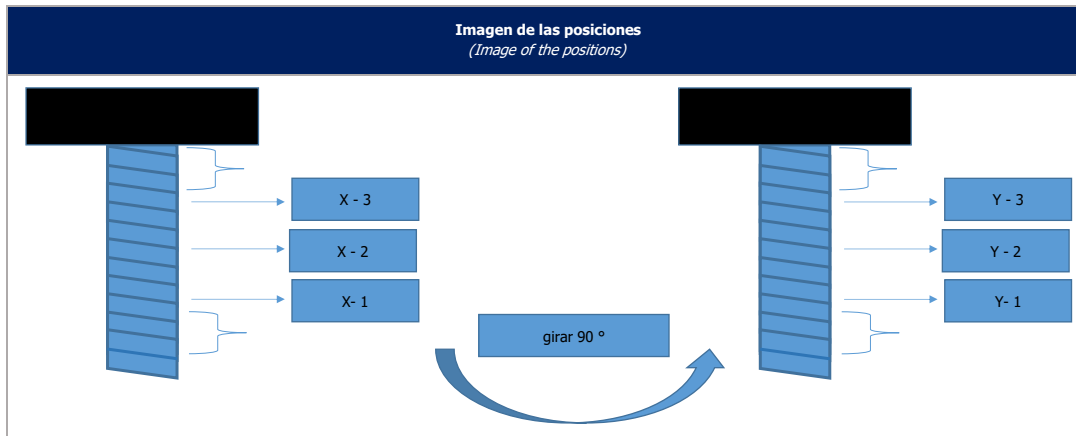 Imagen de las posiciones
(Image of the positions)
X - 3
X - 2
X- 1
girar 90 °
Y - 3
Y - 2
Y- 1